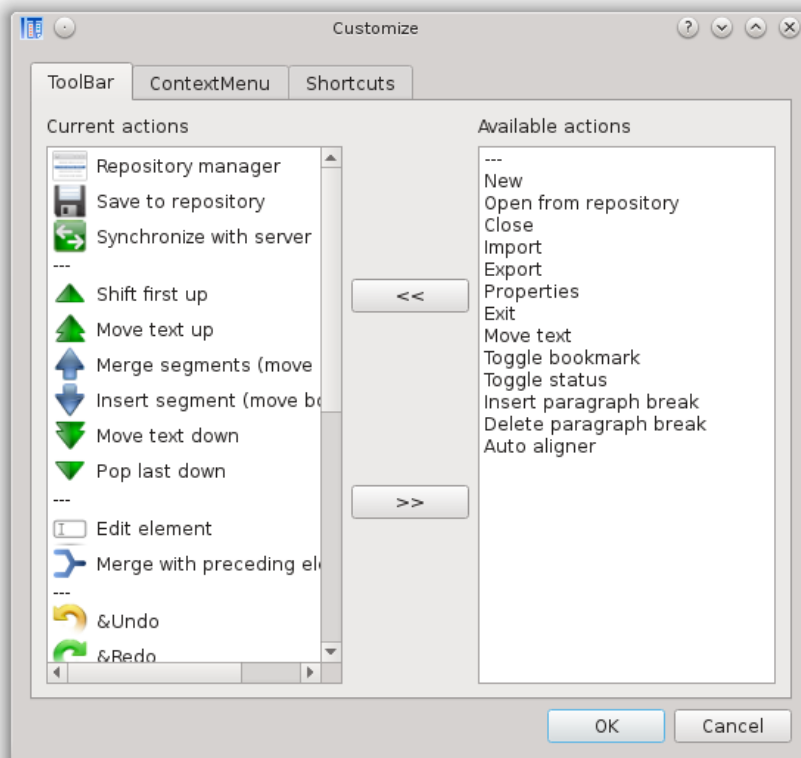 Customize
ToolBar
ContextMenu
Shortcuts
Current actions
Repository manager
Save to repository
Synchronize with server
---
Shift first up
Move text up
Merge segments (move
Insert segment (move bo
Move text down
Pop last down
---
Edit element
Merge with preceding el
---
&Undo
&Redo
<<
>>
Available actions
---
New
Open from repository
Close
Import
Export
Properties
Exit
Move text
Toggle bookmark
Toggle status
Insert paragraph break
Delete paragraph break
Auto aligner
OK
Cancel